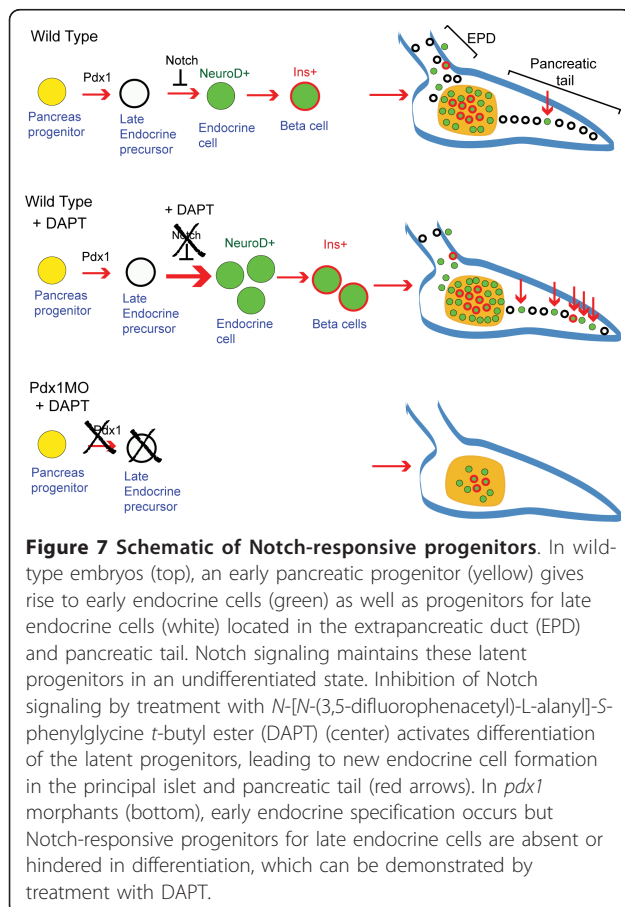 Wild Type
Notch
EPD
Pdx1
NeuroD+
Ins+
Pancreatic
tail
Pancreas
progenitor
Late
Endocrine
precursor
Endocrine
cell
Beta cell
Wild Type
+ DAPT
+ DAPT
Notch
Pdx1
NeuroD+
Ins+
Pancreas
progenitor
Late
Endocrine
precursor
Endocrine
cell
Beta cells
Pdx1MO
+ DAPT
Pdx1
Pancreas
progenitor
Late
Endocrine
precursor
Figure 7 Schematic of Notch-responsive progenitors. In wild-
type embryos (top), an early pancreatic progenitor (yellow) gives
rise to early endocrine cells (green) as well as progenitors for late
endocrine cells (white) located in the extrapancreatic duct (EPD)
and pancreatic tail. Notch signaling maintains these latent
progenitors in an undifferentiated state. Inhibition of Notch
signaling by treatment with N-[N-(3,5-difluorophenacetyl)-L-alanyl]-S-
phenylglycine t-butyl ester (DAPT) (center) activates differentiation
of the latent progenitors, leading to new endocrine cell formation
in the principal islet and pancreatic tail (red arrows). In pdx1
morphants (bottom), early endocrine specification occurs but
Notch-responsive progenitors for late endocrine cells are absent or
hindered in differentiation, which can be demonstrated by
treatment with DAPT.